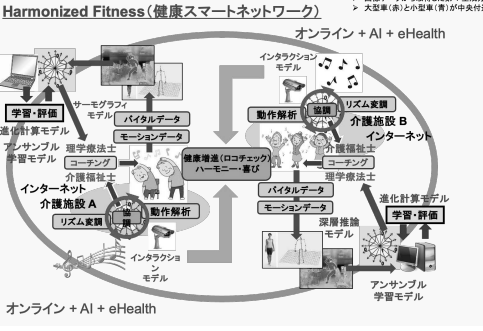 Harmonized Fitness(健康スマートネットワーク)
➢ 大型車(赤)と小型車(青)が中央付
オンライン + AI + eHealth
インタラクション
モデル
リズム変調
協調
動作解析
介護施設 B
インターネット
学習・評価
進化計算モデル
アンサンブル
学習モデル
サーモグラフィ
モデル
バイタルデータ
モーションデータ
理学療法士
コーチング
介護福祉士
健康増進(ロコチェック)
ハーモニー・喜び
介護福祉士
コーチング
理学療法士
インターネット
介護施設 A
リズム変調
協調
動作解析
バイタルデータ
モーションデータ
深層推論
モデル
進化計算モデル
学習・評価
インタラクショ
ン
モデル
アンサンブル
学習モデル
オンライン + AI + eHealth